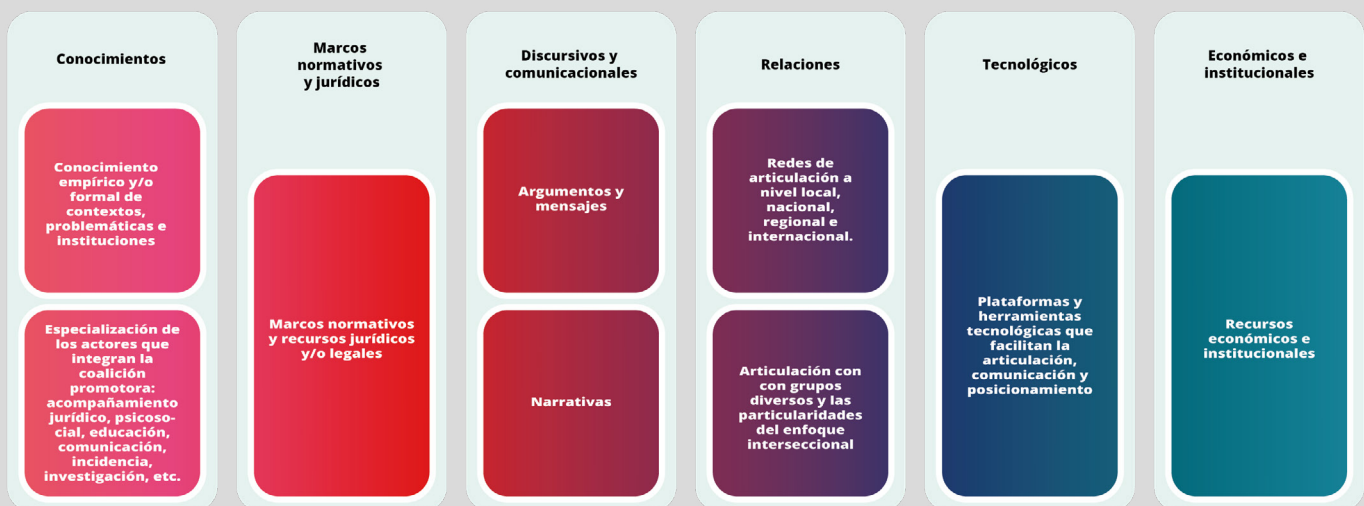 Conocimientos
Conocimiento
empírico y/o
formal de
contextos,
problemáticas e
instituciones
Especialización de
los actores que
integran la
coalición
promotora:
acompañamiento
jurídico, psicoso-
cial, educación,
comunicación,
incidencia,
investigación, etc.
Marcos
normativos
y jurídicos
Marcos normativos
y recursos jurídicos
y/o legales
Discursivos y
comunicacionales
Argumentos y
mensajes
Narrativas
Relaciones
Redes de
articulación a
nivel local,
nacional,
regional e
internacional.
Articulación con
con grupos
diversos y las
particularidades
del enfoque
interseccional
Tecnológicos
Plataformas y
herramientas
tecnológicas que
facilitan la
articulación,
comunicación y
posicionamiento
Económicos e
institucionales
Recursos
económicos e
institucionales